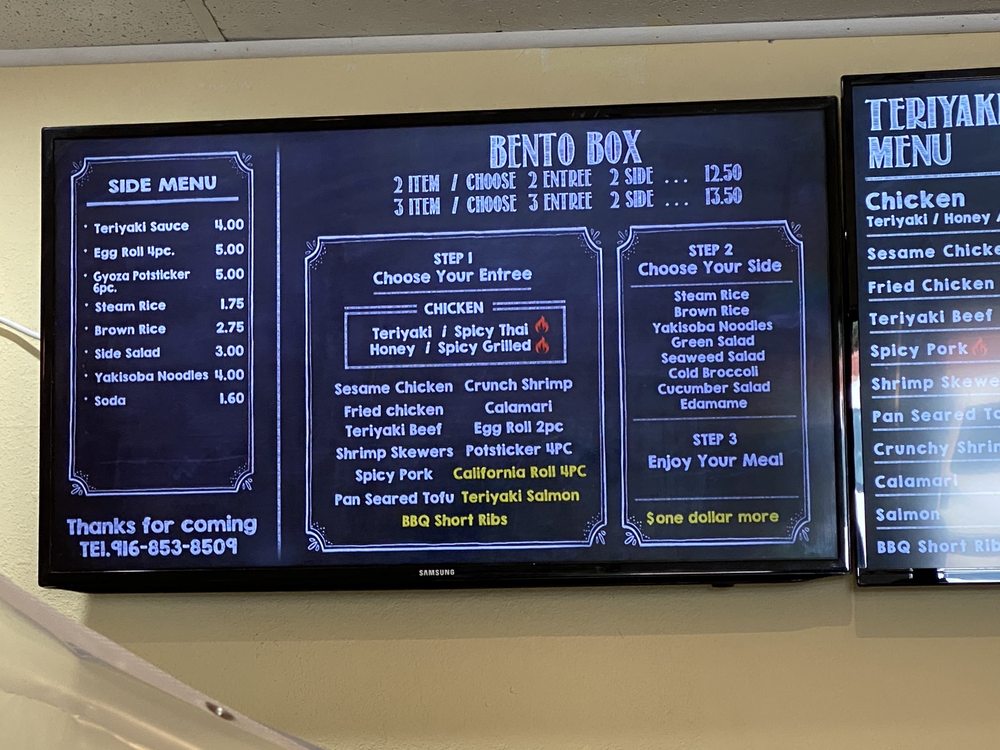 SIDE MENU
· Teriyaki Sauce 4.00
· Egg Roll 4pc. 5.00
· Gyoza Potsticker 5.00
6pc.
· Steam Rice 1.75
· Brown Rice 2.75
· Side Salad 3.00
· Yakisoba Noodles 4.00
· Soda 1.60
Thanks for coming
TEl.916-853-8509
BENTO BOX
2 ITEM / CHOOSE 2 ENTREE 2 SIDE ... 12.50
3 ITEM / CHOOSE 3 ENTREE 2 SIDE ... 13.50
STEP 1
Choose Your Entree
CHICKEN
Teriyaki / Spicy Thai
Honey / Spicy Grilled
Sesame Chicken Crunch Shrimp
Fried chicken Calamari
Teriyaki Beef Egg Roll 2pc
Shrimp Skewers Potsticker 4PC
Spicy Pork California Roll 4PC
Pan Seared Tofu Teriyaki Salmon
BBQ Short Ribs
STEP 2
Choose Your Side
Steam Rice
Brown Rice
Yakisoba Noodles
Green Salad
Seaweed Salad
Cold Broccoli
Cucumber Salad
Edamame
STEP 3
Enjoy Your Meal
$one dollar more
SAMSUNG
TERIYAKI
MENU
Chicken
Teriyaki / Honey /
Sesame Chicke
Fried Chicken
Teriyaki Beef
Spicy Pork
Shrimp Skewe
Pan Seared To
Crunchy Shrim
Calamari
Salmon
BBQ Short Rib